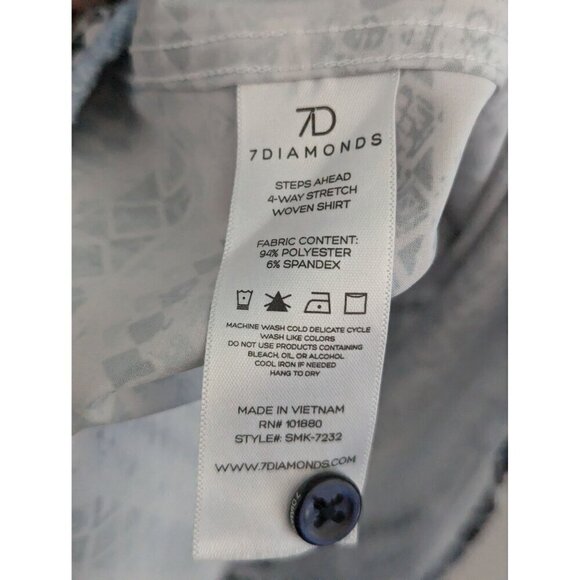 7D
7DIAMONDS
STEPS AHEAD
4-WAY STRETCH
WOVEN SHIRT
FABRIC CONTENT:
94% POLYESTER
6% SPANDEX
MACHINE WASH COLD DELICATE CYCLE
WASH LIKE COLORS
DO NOT USE PRODUCTS CONTAINING
BLEACH, OIL, OR ALCOHOL
COOL IRON IF NEEDED
HANG TO DRY
MADE IN VIETNAM
RN# 101880
STYLE#: SMK-7232
WWW.7DIAMONDS.COM